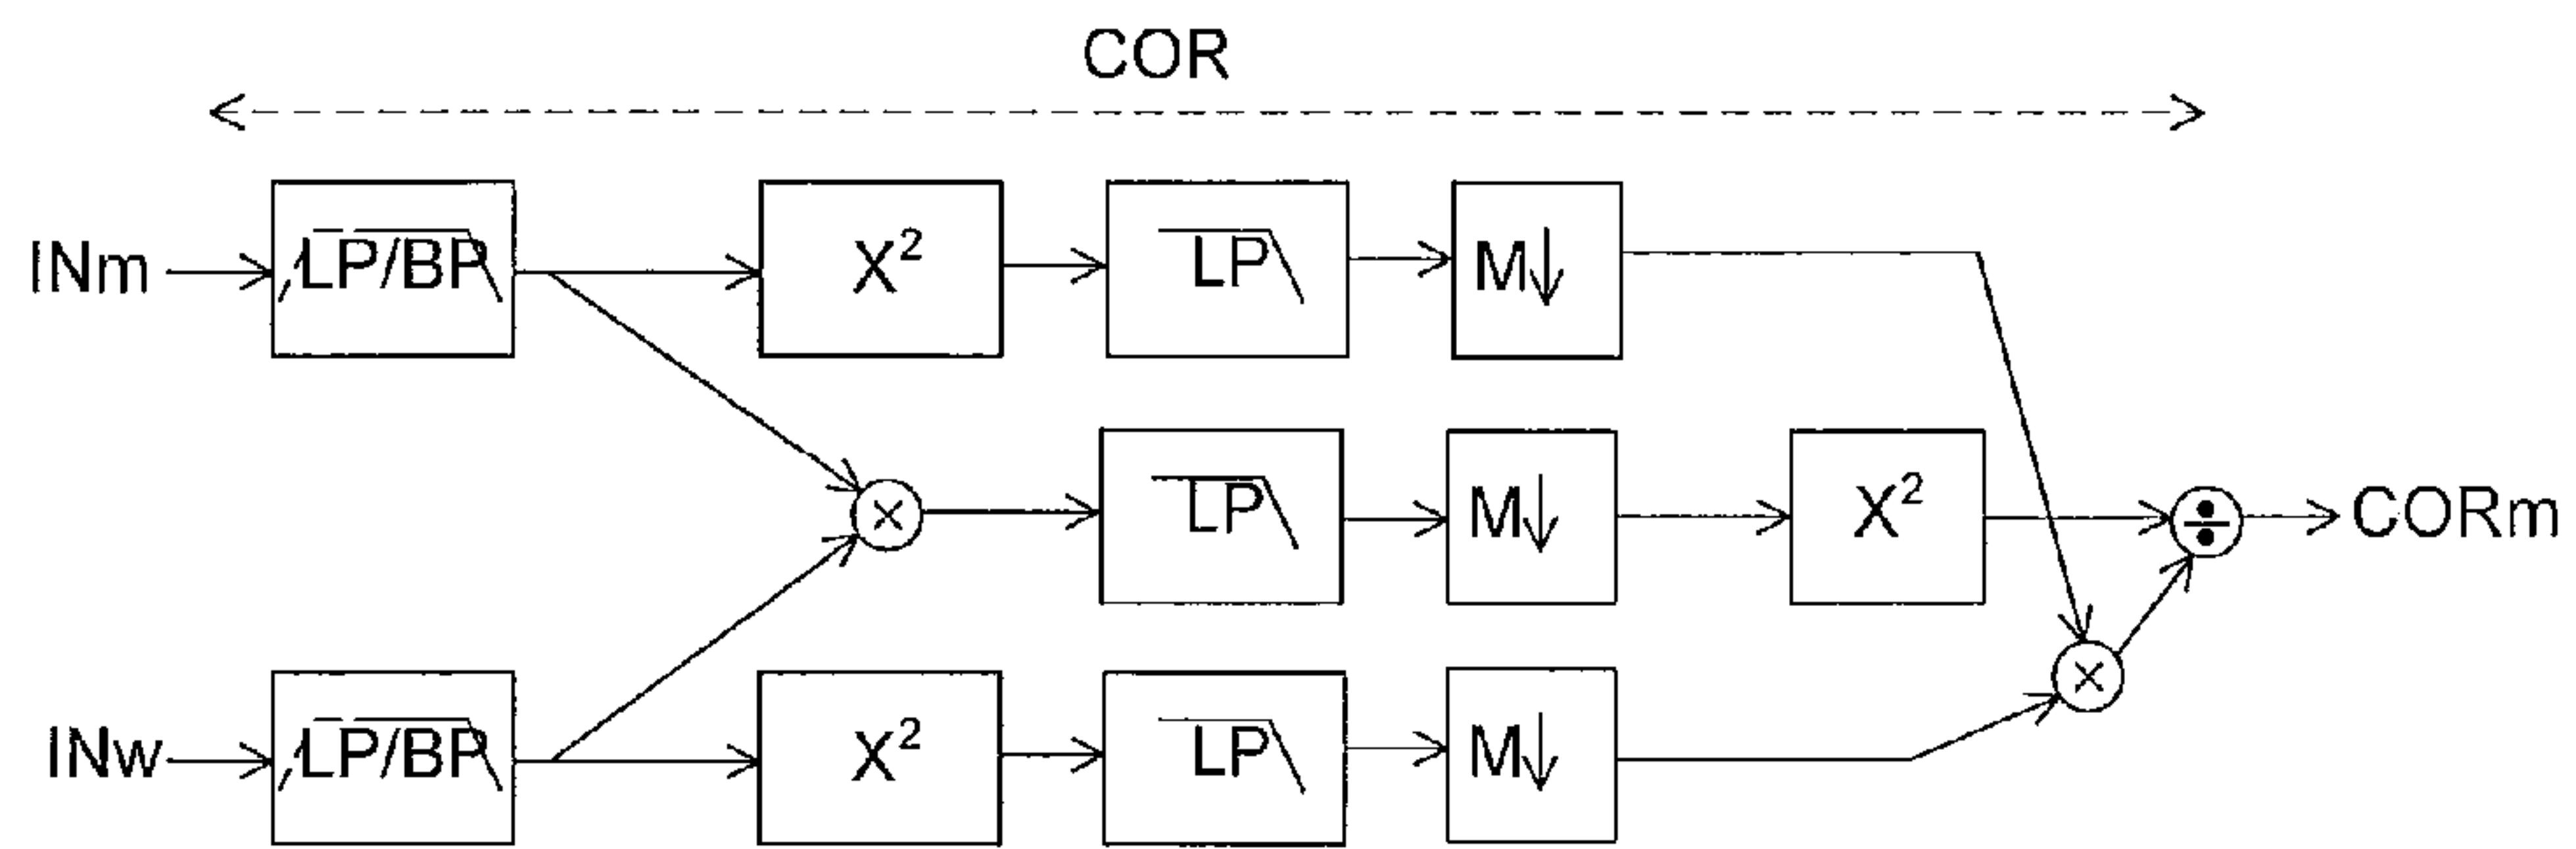 COR
INm LP/BP X² LP M↓
× LP M↓ X² ÷ CORm
INw LP/BP X² LP M↓ ×